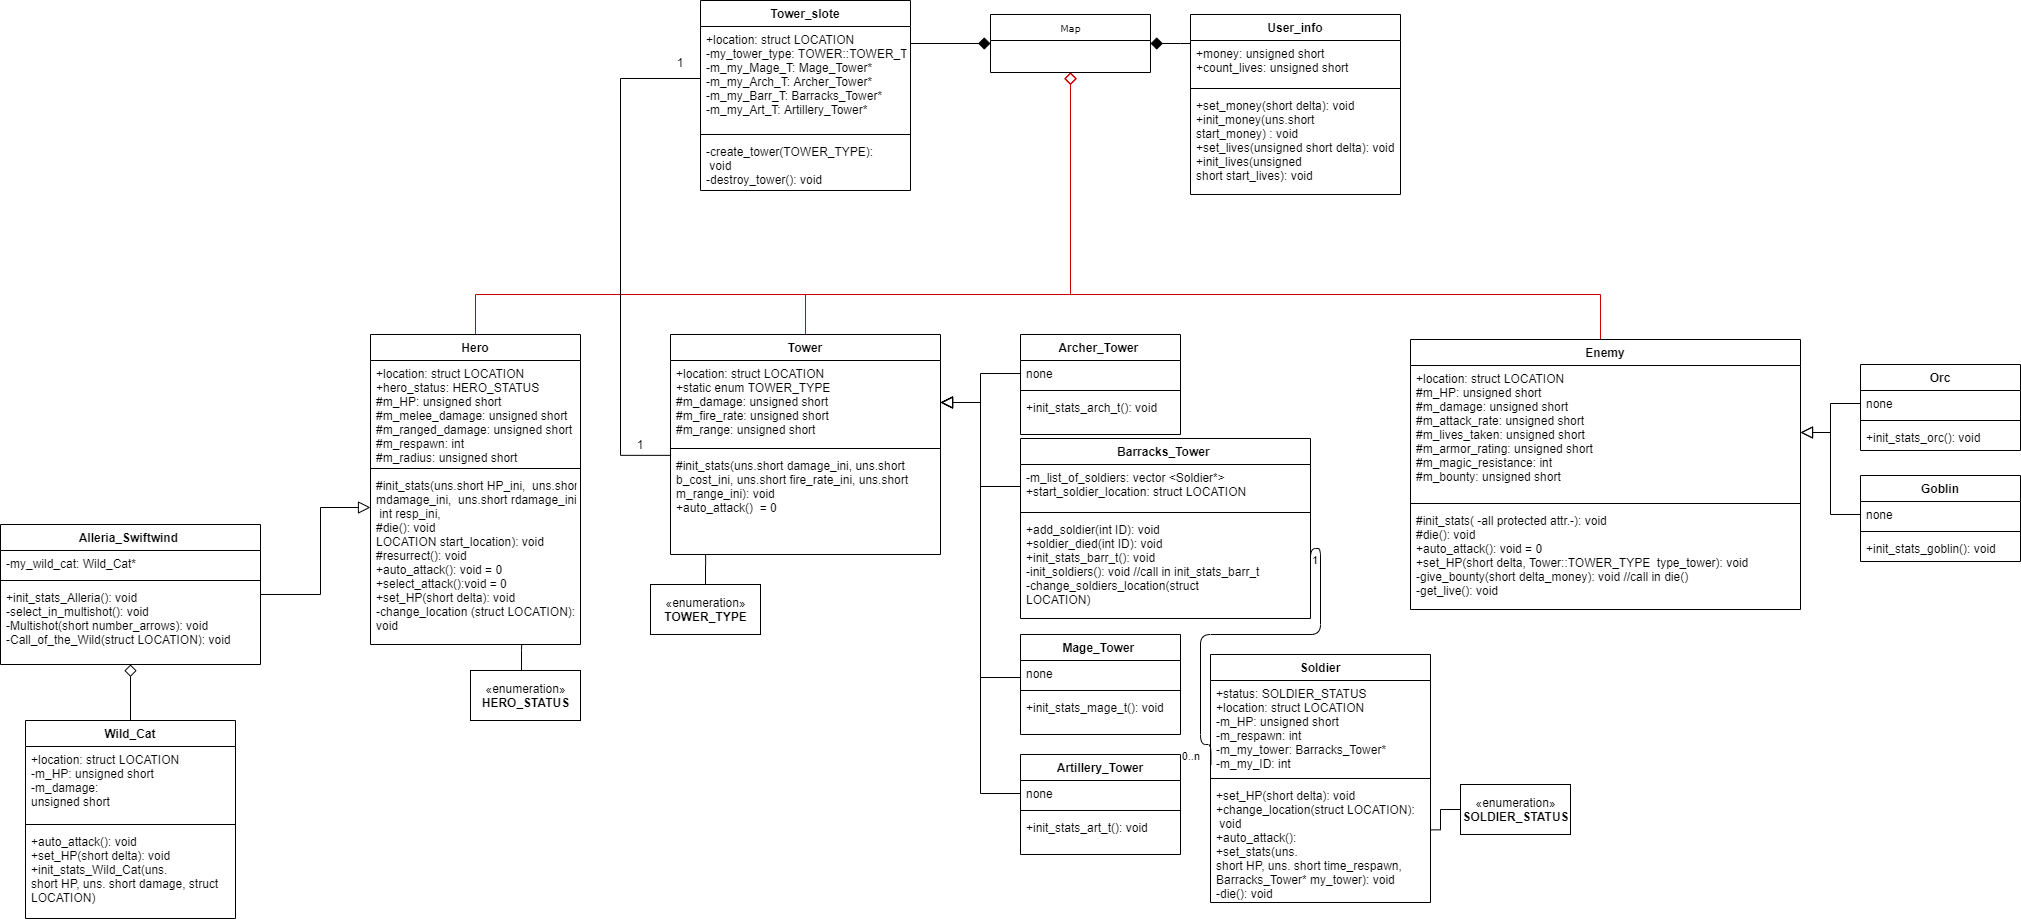 Tower_slote
+location: struct LOCATION
-my_tower_type: TOWER::TOWER_T
-m_my_Mage_T: Mage_Tower*
-m_my_Arch_T: Archer_Tower*
-m_my_Barr_T: Barracks_Tower*
-m_my_Art_T: Artillery_Tower*
-create_tower(TOWER_TYPE):
void
-destroy_tower(): void
Map
User_info
+money: unsigned short
+count_lives: unsigned short
+set_money(short delta): void
+init_money(uns.short
start_money) : void
+set_lives(unsigned short delta): void
+init_lives(unsigned
short start_lives): void
1
1
Hero
+location: struct LOCATION
+hero_status: HERO_STATUS
#m_HP: unsigned short
#m_melee_damage: unsigned short
#m_ranged_damage: unsigned short
#m_respawn: int
#m_radius: unsigned short
#init_stats(uns.short HP_ini, uns.shor
mdamage_ini, uns.short rdamage_ini
int resp_ini,
#die(): void
LOCATION start_location): void
#resurrect(): void
+auto_attack(): void = 0
+select_attack():void = 0
+set_HP(short delta): void
-change_location (struct LOCATION):
void
«enumeration»
HERO_STATUS
Tower
+location: struct LOCATION
+static enum TOWER_TYPE
#m_damage: unsigned short
#m_fire_rate: unsigned short
#m_range: unsigned short
#init_stats(uns.short damage_ini, uns.short
b_cost_ini, uns.short fire_rate_ini, uns.short
m_range_ini): void
+auto_attack() = 0
«enumeration»
TOWER_TYPE
Archer_Tower
none
+init_stats_arch_t(): void
Barracks_Tower
-m_list_of_soldiers: vector <Soldier*>
+start_soldier_location: struct LOCATION
+add_soldier(int ID): void
+soldier_died(int ID): void
+init_stats_barr_t(): void
-init_soldiers(): void //call in init_stats_barr_t
-change_soldiers_location(struct
LOCATION)
1
Mage_Tower
none
+init_stats_mage_t(): void
Artillery_Tower
none
+init_stats_art_t(): void
0..n
Soldier
+status: SOLDIER_STATUS
+location: struct LOCATION
-m_HP: unsigned short
-m_respawn: int
-m_my_tower: Barracks_Tower*
-m_my_ID: int
+set_HP(short delta): void
+change_location(struct LOCATION):
void
+auto_attack():
+set_stats(uns.
short HP, uns. short time_respawn,
Barracks_Tower* my_tower): void
-die(): void
«enumeration»
SOLDIER_STATUS
Enemy
+location: struct LOCATION
#m_HP: unsigned short
#m_damage: unsigned short
#m_attack_rate: unsigned short
#m_lives_taken: unsigned short
#m_armor_rating: unsigned short
#m_magic_resistance: int
#m_bounty: unsigned short
#init_stats( -all protected attr.-): void
#die(): void
+auto_attack(): void = 0
+set_HP(short delta, Tower::TOWER_TYPE type_tower): void
-give_bounty(short delta_money): void //call in die()
-get_live(): void
Orc
none
+init_stats_orc(): void
Goblin
none
+init_stats_goblin(): void
Alleria_Swiftwind
-my_wild_cat: Wild_Cat*
+init_stats_Alleria(): void
-select_in_multishot(): void
-Multishot(short number_arrows): void
-Call_of_the_Wild(struct LOCATION): void
Wild_Cat
+location: struct LOCATION
-m_HP: unsigned short
-m_damage:
unsigned short
+auto_attack(): void
+set_HP(short delta): void
+init_stats_Wild_Cat(uns.
short HP, uns. short damage, struct
LOCATION)